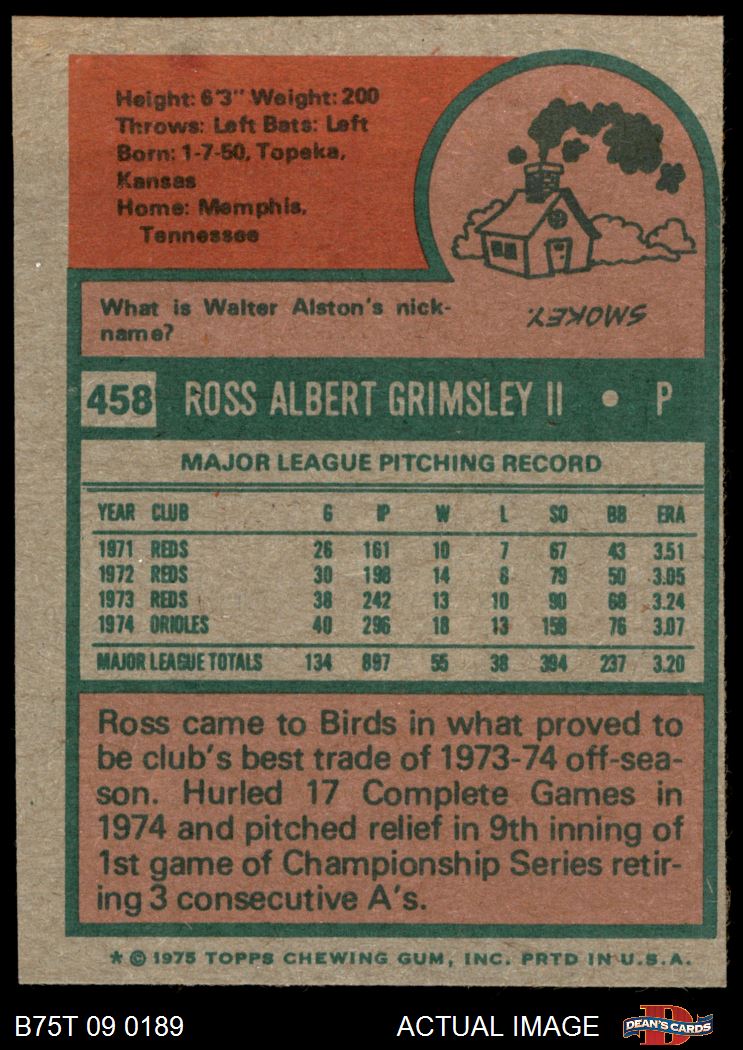 Height: 6'3" Weight: 200
Throws: Left Bats: Left
Born: 1-7-50, Topeka,
Kansas
Home: Memphis,
Tennessee
What is Walter Alston's nick-
name?
SMOKEY.
458 ROSS ALBERT GRIMSLEY II • P
MAJOR LEAGUE PITCHING RECORD
YEAR CLUB G IP W L SO BB ERA
1971 REDS 26 161 10 7 67 43 3.51
1972 REDS 30 198 14 8 79 50 3.05
1973 REDS 38 242 13 10 90 68 3.24
1974 ORIOLES 40 296 18 13 158 76 3.07
MAJOR LEAGUE TOTALS 134 897 55 38 394 237 3.20
Ross came to Birds in what proved to
be club's best trade of 1973-74 off-sea-
son. Hurled 17 Complete Games in
1974 and pitched relief in 9th inning of
1st game of Championship Series retir-
ing 3 consecutive A's.
* © 1975 TOPPS CHEWING GUM, INC. PRTD IN U.S.A.
B75T 09 0189 ACTUAL IMAGE D DEAN'S CARDS